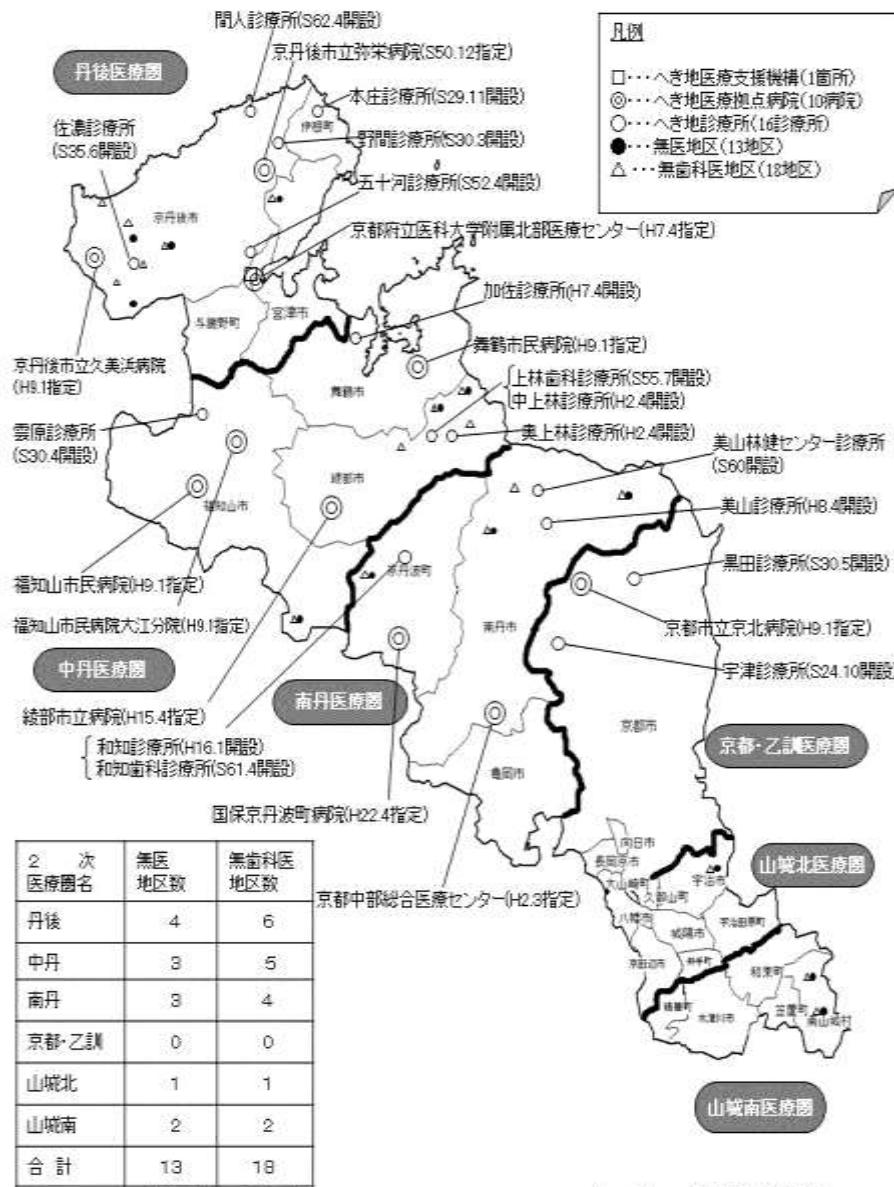 間人診療所(S62.4開設)
京丹後市立弥栄病院(S50.12指定)
丹後医療圏
本庄診療所(S29.11開設)
伊根町
佐濃診療所
(S35.6開設)
野間診療所(S30.3開設)
五十河診療所(S52.4開設)
京丹後市
京都府立医科大学附属北部医療センター(H7.4指定)
凡例
□・・・へき地医療支援機構(1箇所)
◎・・・へき地医療拠点病院(10病院)
○・・・へき地診療所(16診療所)
●・・・無医地区(13地区)
△・・・無歯科医地区(18地区)
加佐診療所(H7.4開設)
宮津市
与謝野町
舞鶴市民病院(H9.1指定)
京丹後市立久美浜病院
(H9.1指定)
舞鶴市
上林歯科診療所(S55.7開設)
中上林診療所(H2.4開設)
雲原診療所
(S30.4開設)
奥上林診療所(H2.4開設)
美山林健センター診療所
(S60開設)
綾部市
福知山市
美山診療所(H8.4開設)
黒田診療所(S30.5開設)
福知山市民病院(H9.1指定)
京丹波町
福知山市民病院大江分院(H9.1指定)
南丹市
京都市立京北病院(H9.1指定)
中丹医療圏
宇津診療所(S24.10開設)
南丹医療圏
綾部市立病院(H15.4指定)
京都市
京都・乙訓医療圏
和知診療所(H16.1開設)
和知歯科診療所(S61.4開設)
亀岡市
国保京丹波町病院(H22.4指定)
向日市
長岡京市
山城北医療圏
大山崎町
宇治市
久御山町
京都中部総合医療センター(H2.3指定)
八幡市
城陽市
宇治田原町
京田辺市
井手町
和束町
精華町
木津川市
笠置町
南山城村
山城南医療圏
2 次医療圏名 無医地区数 無歯科医地区数
丹後 4 6
中丹 3 5
南丹 3 4
京都・乙訓 0 0
山城北 1 1
山城南 2 2
合計 13 18